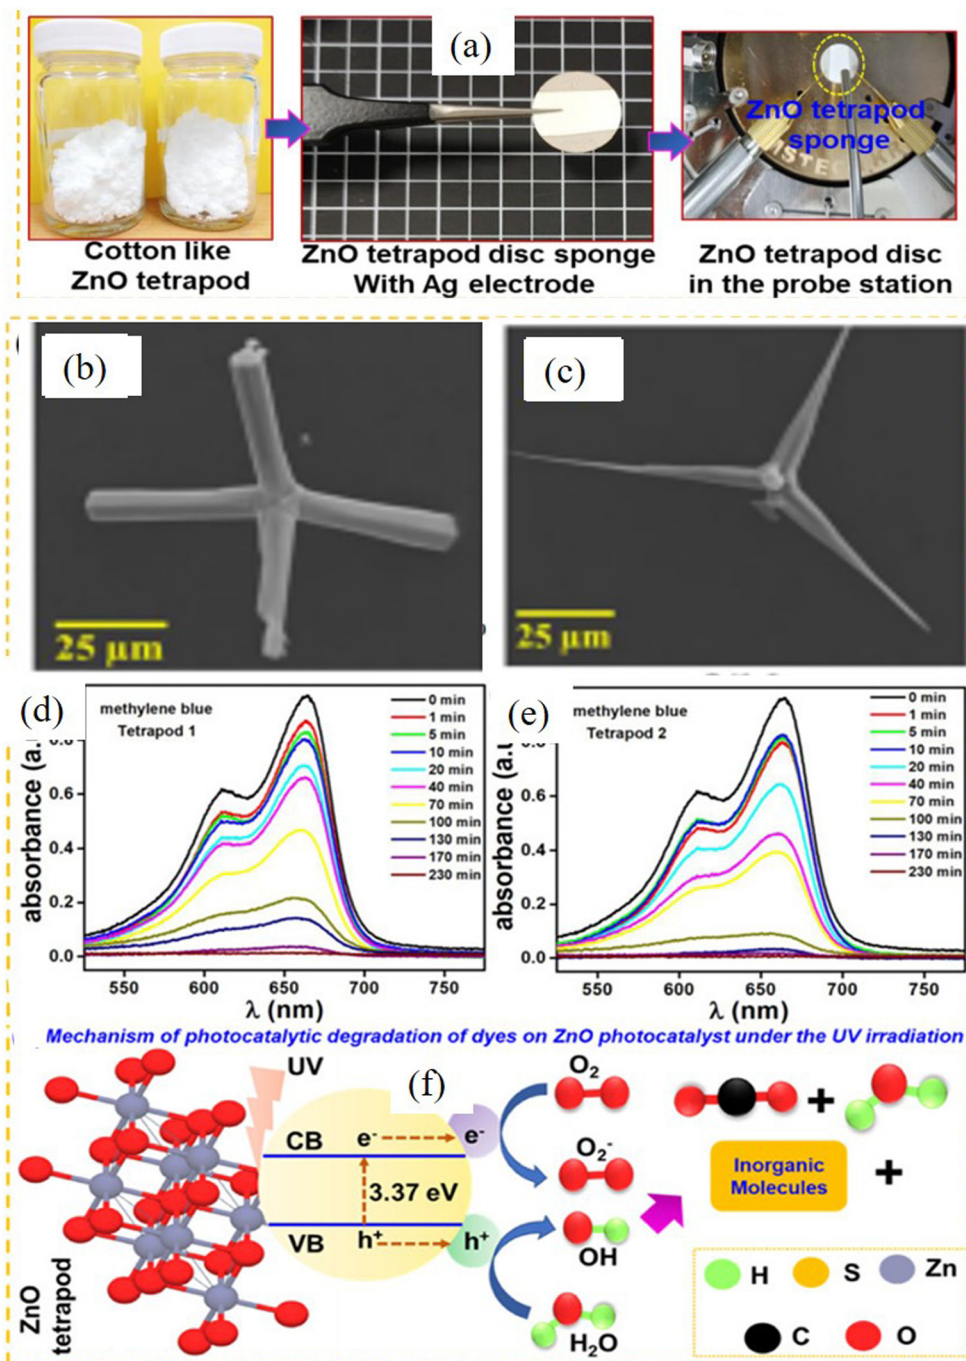 (a)
ZnO tetrapod
sponge
Cotton like
ZnO tetrapod
ZnO tetrapod disc sponge
With Ag electrode
ZnO tetrapod disc
in the probe station
(b)
25 µm
(c)
25 µm
(d)
methylene blue
Tetrapod 1
0 min
1 min
5 min
10 min
20 min
40 min
70 min
100 min
130 min
170 min
230 min
absorbance (a.u
0.6
0.4
0.2
0.0
550
600
650
700
750
λ (nm)
(e)
methylene blue
Tetrapod 2
0 min
1 min
5 min
10 min
20 min
40 min
70 min
100 min
130 min
170 min
230 min
absorbance (a.u
0.6
0.4
0.2
0.0
550
600
650
700
750
λ (nm)
Mechanism of photocatalytic degradation of dyes on ZnO photocatalyst under the UV irradiation
(f)
UV
CB
e⁻
e⁻
3.37 eV
VB
h⁺
h⁺
O₂
O₂⁻
OH
H₂O
ZnO
tetrapod
+
Inorganic
Molecules
+
H
S
Zn
C
O